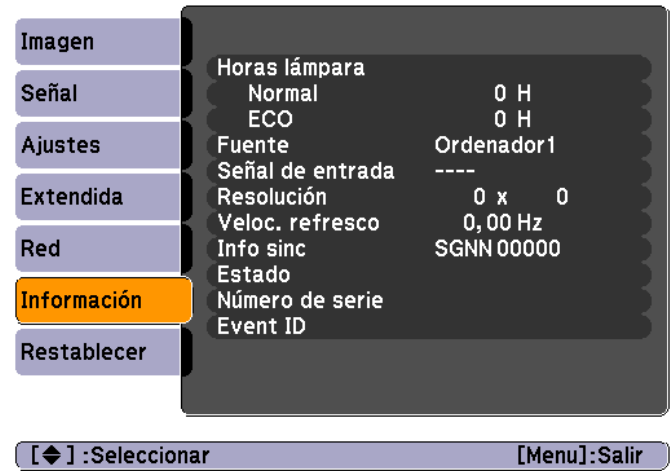 Imagen
Señal
Ajustes
Extendida
Red
Información
Restablecer
Horas lámpara
Normal 0 H
ECO 0 H
Fuente Ordenador1
Señal de entrada ----
Resolución 0 x 0
Veloc. refresco 0,00 Hz
Info sinc SGNN 00000
Estado
Número de serie
Event ID
[◆] :Seleccionar [Menu]:Salir